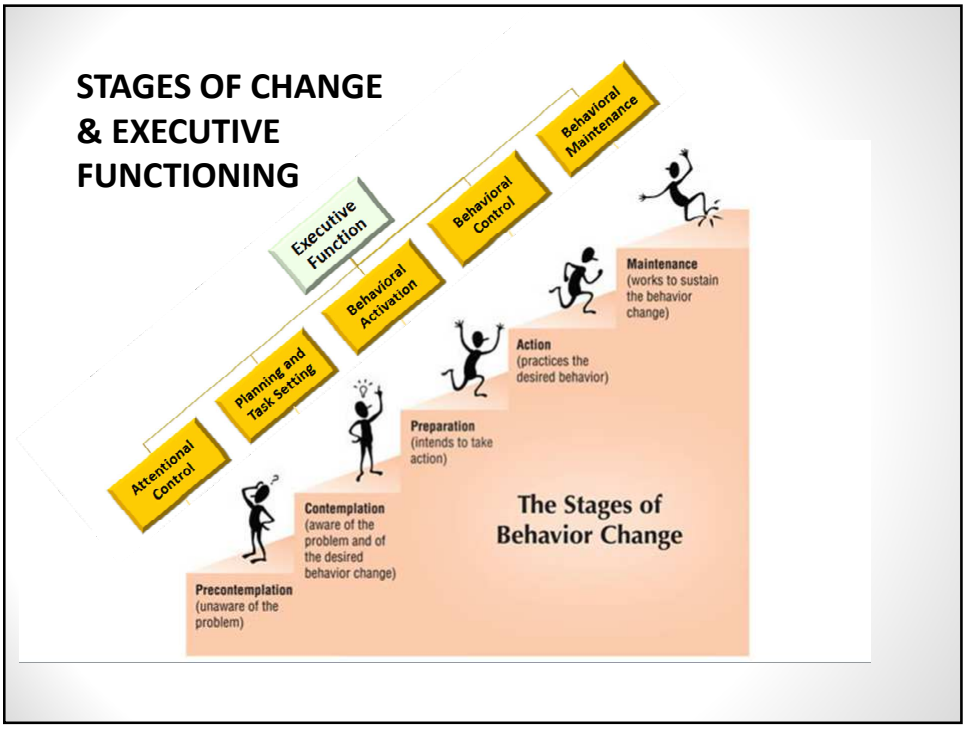 STAGES OF CHANGE
& EXECUTIVE
FUNCTIONING
Executive
Function
Attentional
Control
Planning and
Task Setting
Behavioral
Activation
Behavioral
Control
Behavioral
Maintenance
?
Precontemplation
(unaware of the
problem)
Contemplation
(aware of the
problem and of
the desired
behavior change)
Preparation
(intends to take
action)
Action
(practices the
desired behavior)
Maintenance
(works to sustain
the behavior
change)
The Stages of
Behavior Change